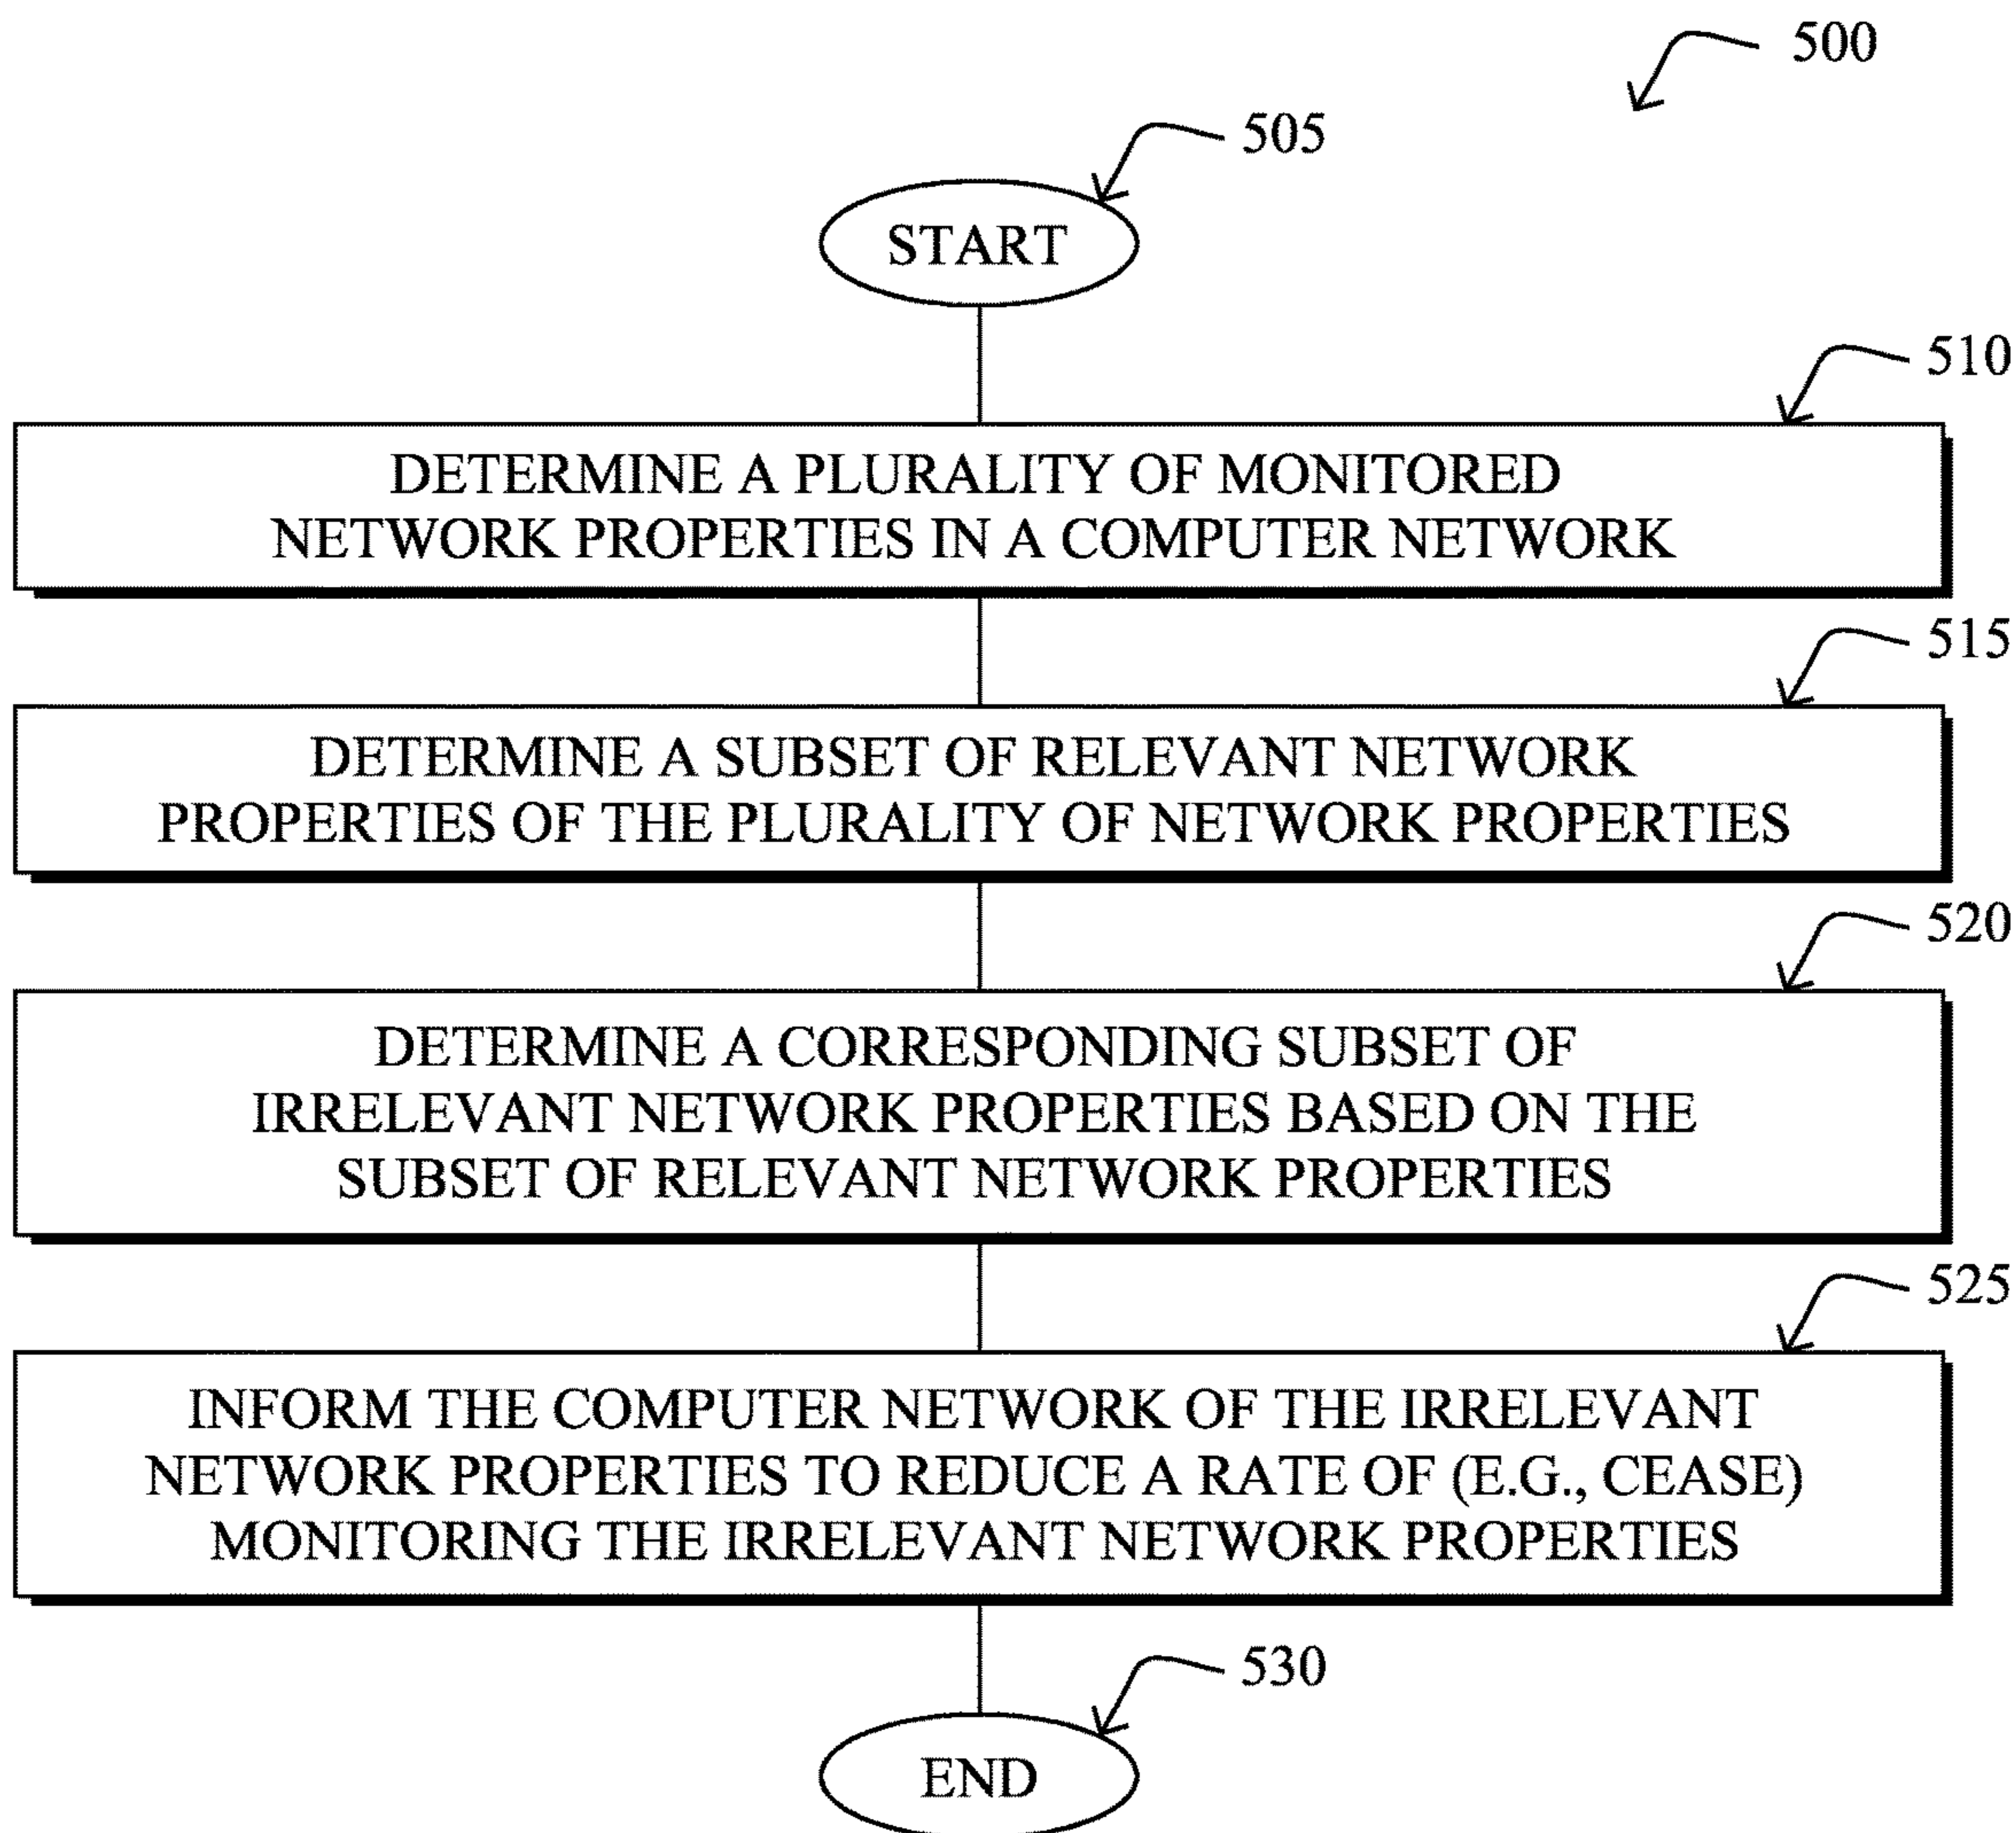 500
505
START
510
DETERMINE A PLURALITY OF MONITORED
NETWORK PROPERTIES IN A COMPUTER NETWORK
515
DETERMINE A SUBSET OF RELEVANT NETWORK
PROPERTIES OF THE PLURALITY OF NETWORK PROPERTIES
520
DETERMINE A CORRESPONDING SUBSET OF
IRRELEVANT NETWORK PROPERTIES BASED ON THE
SUBSET OF RELEVANT NETWORK PROPERTIES
525
INFORM THE COMPUTER NETWORK OF THE IRRELEVANT
NETWORK PROPERTIES TO REDUCE A RATE OF (E.G., CEASE)
MONITORING THE IRRELEVANT NETWORK PROPERTIES
530
END